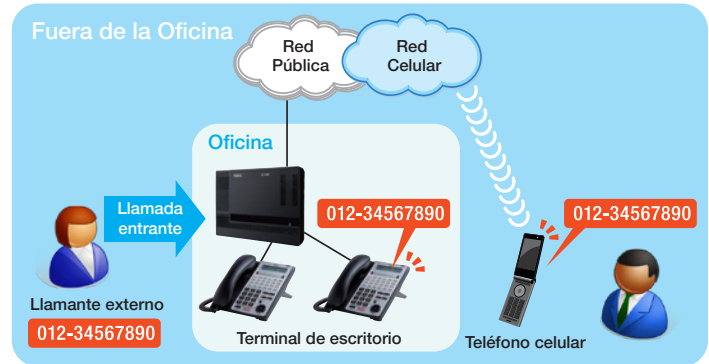 Fuera de la Oficina
Red
Pública
Red
Celular
Oficina
Llamada
entrante
012-34567890
012-34567890
Llamante externo
012-34567890
Terminal de escritorio
Teléfono celular